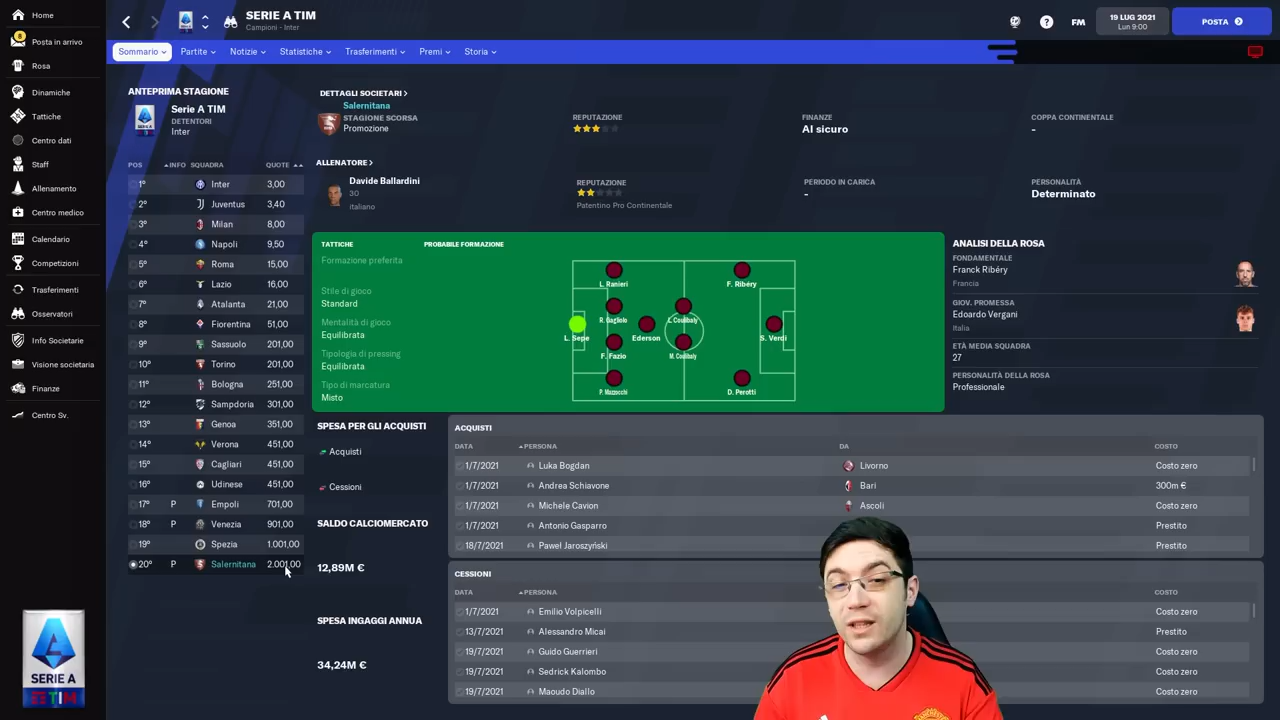 Home
8
Posta in arrivo
Rosa
Dinamiche
Tattiche
Centro dati
Staff
Allenamento
Centro medico
Calendario
Competizioni
Trasferimenti
Osservatori
Info Societarie
Visione societaria
Finanze
Centro Sv.
SERIE A
TIM
SERIE A TIM
Campioni - Inter
?
FM
19 LUG 2021
Lun 9:00
POSTA
Sommario
Partite
Notizie
Statistiche
Trasferimenti
Premi
Storia
ANTEPRIMA STAGIONE
Serie A TIM
DETENTORI
Inter
POS INFO SQUADRA QUOTE
1° Inter 3,00
2° Juventus 3,40
3° Milan 8,00
4° Napoli 9,50
5° Roma 15,00
6° Lazio 16,00
7° Atalanta 21,00
8° Fiorentina 51,00
9° Sassuolo 201,00
10° Torino 201,00
11° Bologna 251,00
12° Sampdoria 301,00
13° Genoa 351,00
14° Verona 451,00
15° Cagliari 451,00
16° Udinese 451,00
17° P Empoli 701,00
18° P Venezia 901,00
19° Spezia 1.001,00
20° P Salernitana 2.001,00
DETTAGLI SOCIETARI
Salernitana
STAGIONE SCORSA
Promozione
REPUTAZIONE
FINANZE
Al sicuro
COPPA CONTINENTALE
-
ALLENATORE
Davide Ballardini
30
italiano
REPUTAZIONE
Patentino Pro Continentale
PERIODO IN CARICA
-
PERSONALITÀ
Determinato
TATTICHE
Formazione preferita
Stile di gioco
Standard
Mentalità di gioco
Equilibrata
Tipologia di pressing
Equilibrata
Tipo di marcatura
Misto
PROBABILE FORMAZIONE
L. Ranieri
F. Ribéry
R. Gagliolo
L. Coulibaly
L. Sepe
Ederson
S. Verdi
F. Fazio
M. Coulibaly
P. Mazzocchi
D. Perotti
ANALISI DELLA ROSA
FONDAMENTALE
Franck Ribéry
Francia
GIOV. PROMESSA
Edoardo Vergani
Italia
ETÀ MEDIA SQUADRA
27
PERSONALITÀ DELLA ROSA
Professionale
SPESA PER GLI ACQUISTI
Acquisti
Cessioni
SALDO CALCIOMERCATO
12,89M €
SPESA INGAGGI ANNUA
34,24M €
ACQUISTI
DATA PERSONA DA COSTO
1/7/2021 Luka Bogdan Livorno Costo zero
1/7/2021 Andrea Schiavone Bari 300m €
1/7/2021 Michele Cavion Ascoli Costo zero
1/7/2021 Antonio Gasparro Prestito
18/7/2021 Paweł Jaroszyński Prestito
CESSIONI
DATA PERSONA COSTO
1/7/2021 Emilio Volpicelli Costo zero
13/7/2021 Alessandro Micai Prestito
19/7/2021 Guido Guerrieri Costo zero
19/7/2021 Sedrick Kalombo Costo zero
19/7/2021 Maoudo Diallo Costo zero